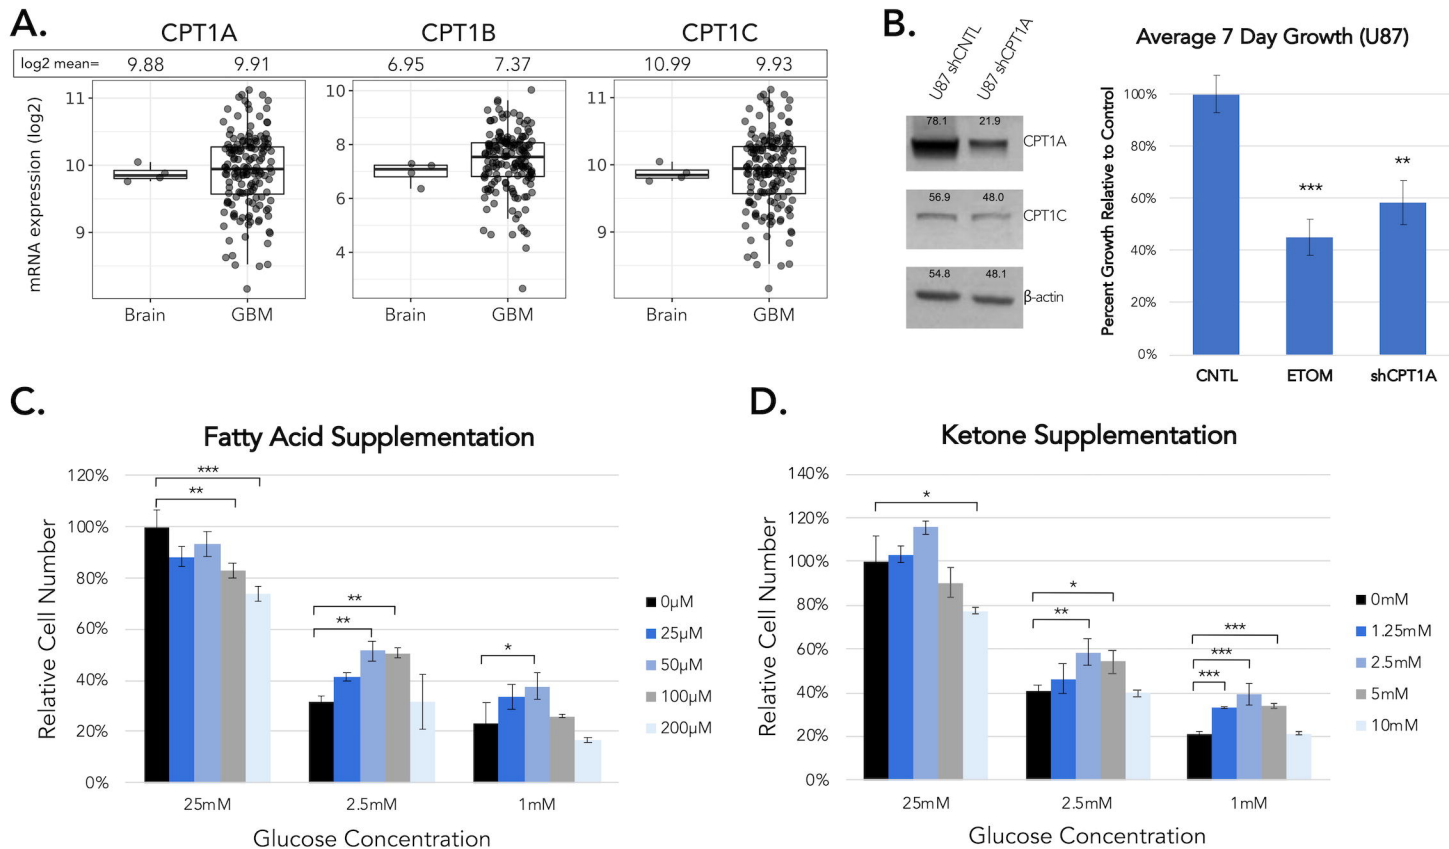 A.
CPT1A CPT1B CPT1C
log2 mean= 9.88 9.91 6.95 7.37 10.99 9.93
mRNA expression (log2)
11 10 9
10 8 6 4
11 10 9
Brain GBM Brain GBM Brain GBM
B.
U87 shCNTL U87 shCPT1A
78.1 21.9 CPT1A
56.9 48.0 CPT1C
54.8 48.1 β-actin
Average 7 Day Growth (U87)
Percent Growth Relative to Control
100%
80%
60%
40%
20%
0%
*** **
CNTL ETOM shCPT1A
C.
Fatty Acid Supplementation
Relative Cell Number
120%
100%
80%
60%
40%
20%
0%
***
**
**
**
*
0µM
25µM
50µM
100µM
200µM
25mM 2.5mM 1mM
Glucose Concentration
D.
Ketone Supplementation
Relative Cell Number
140%
120%
100%
80%
60%
40%
20%
0%
*
*
**
***
***
***
0mM
1.25mM
2.5mM
5mM
10mM
25mM 2.5mM 1mM
Glucose Concentration